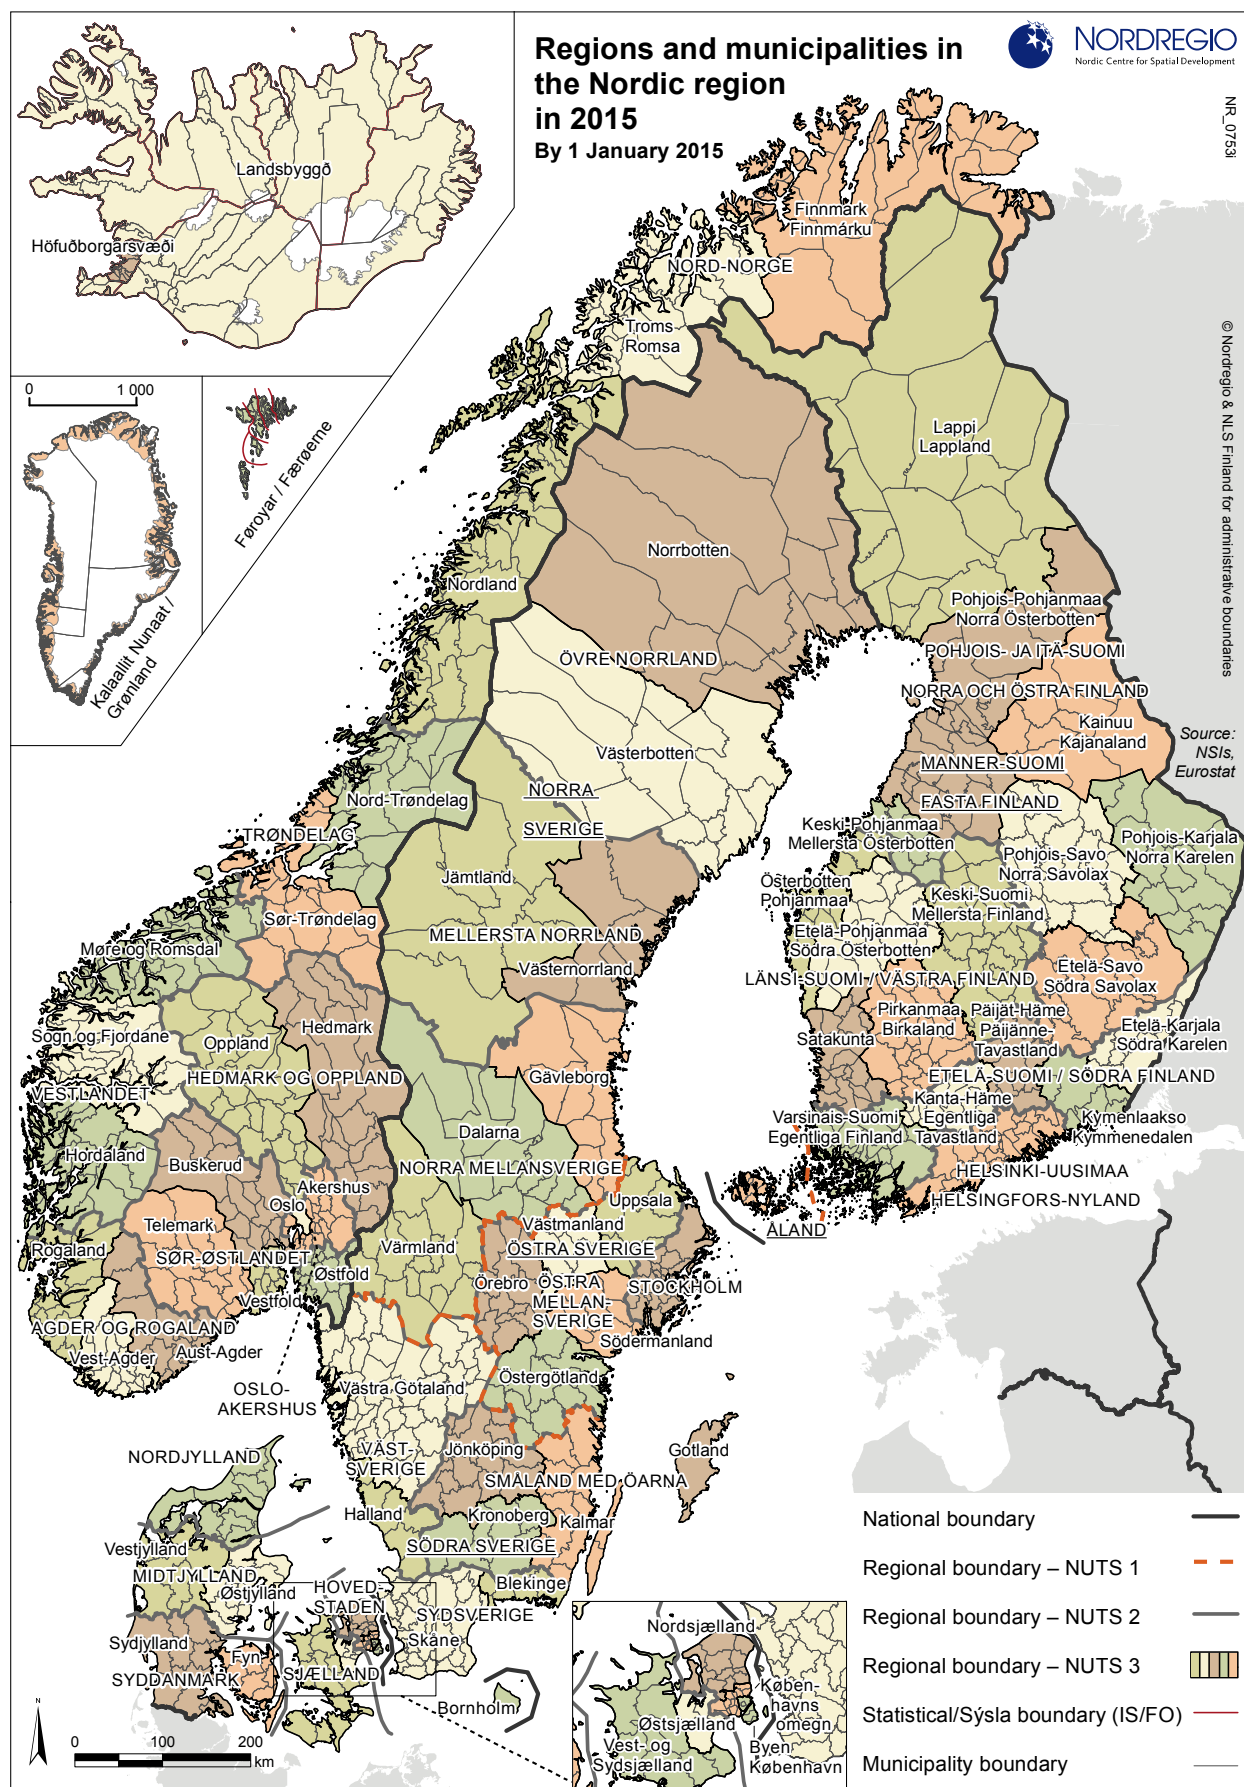 Regions and municipalities in
the Nordic region
in 2015
By 1 January 2015
NORDREGIO
Nordic Centre for Spatial Development
NR_0753i
© Nordregio & NLS Finland for administrative boundaries
Source:
NSIs,
Eurostat
Landsbyggð
Höfuðborgarsvæði
0
1 000
Kalaallit Nunaat /
Grønland
Føroyar / Færøerne
Finnmark
Finnmárku
NORD-NORGE
Troms
Romsa
Lappi
Lappland
Norrbotten
Nordland
Pohjois-Pohjanmaa
Norra Österbotten
POHJOIS- JA ITÄ-SUOMI
ÖVRE NORRLAND
NORRA OCH ÖSTRA FINLAND
Kainuu
Kajanaland
Västerbotten
MANNER-SUOMI
FASTA FINLAND
NORRA
SVERIGE
Nord-Trøndelag
TRØNDELAG
Keski-Pohjanmaa
Mellersta Österbotten
Pohjois-Karjala
Norra Karelen
Pohjois-Savo
Norra Savolax
Jämtland
Österbotten
Pohjanmaa
Keski-Suomi
Mellersta Finland
Sør-Trøndelag
MELLERSTA NORRLAND
Etelä-Pohjanmaa
Södra Österbotten
Møre og Romsdal
Västernorrland
LÄNSI-SUOMI / VÄSTRA FINLAND
Etelä-Savo
Södra Savolax
Pirkanmaa
Birkaland
Päijät-Häme
Päijänne-
Tavastland
Hedmark
Sogn og Fjordane
Oppland
Satakunta
Etelä-Karjala
Södra Karelen
HEDMARK OG OPPLAND
Gävleborg
ETELÄ-SUOMI / SÖDRA FINLAND
VESTLANDET
Kanta-Häme
Egentliga
Tavastland
Varsinais-Suomi
Egentliga Finland
Kymenlaakso
Kymmenedalen
Dalarna
Hordaland
Buskerud
NORRA MELLANSVERIGE
HELSINKI-UUSIMAA
HELSINGFORS-NYLAND
Akershus
Oslo
Uppsala
Telemark
Västmanland
ÅLAND
Rogaland
SØR-ØSTLANDET
Värmland
ÖSTRA SVERIGE
Østfold
Örebro
ÖSTRA
MELLAN-
SVERIGE
STOCKHOLM
Vestfold
AGDER OG ROGALAND
Vest-Agder
Aust-Agder
Södermanland
OSLO-
AKERSHUS
Västra Götaland
Östergötland
NORDJYLLAND
VÄST-
SVERIGE
Jönköping
Gotland
SMÅLAND MED ÖARNA
Halland
Kronoberg
Kalmar
Vestjylland
SÖDRA SVERIGE
MIDTJYLLAND
Østjylland
HOVED-
STADEN
Blekinge
SYDSVERIGE
Skåne
Sydjylland
Fyn
SYDDANMARK
SJÆLLAND
Bornholm
Nordsjælland
Køben-
havns
omegn
Østsjælland
Vest- og
Sydsjælland
Byen
København
N
0
100
200
km
National boundary
Regional boundary – NUTS 1
Regional boundary – NUTS 2
Regional boundary – NUTS 3
Statistical/Sýsla boundary (IS/FO)
Municipality boundary